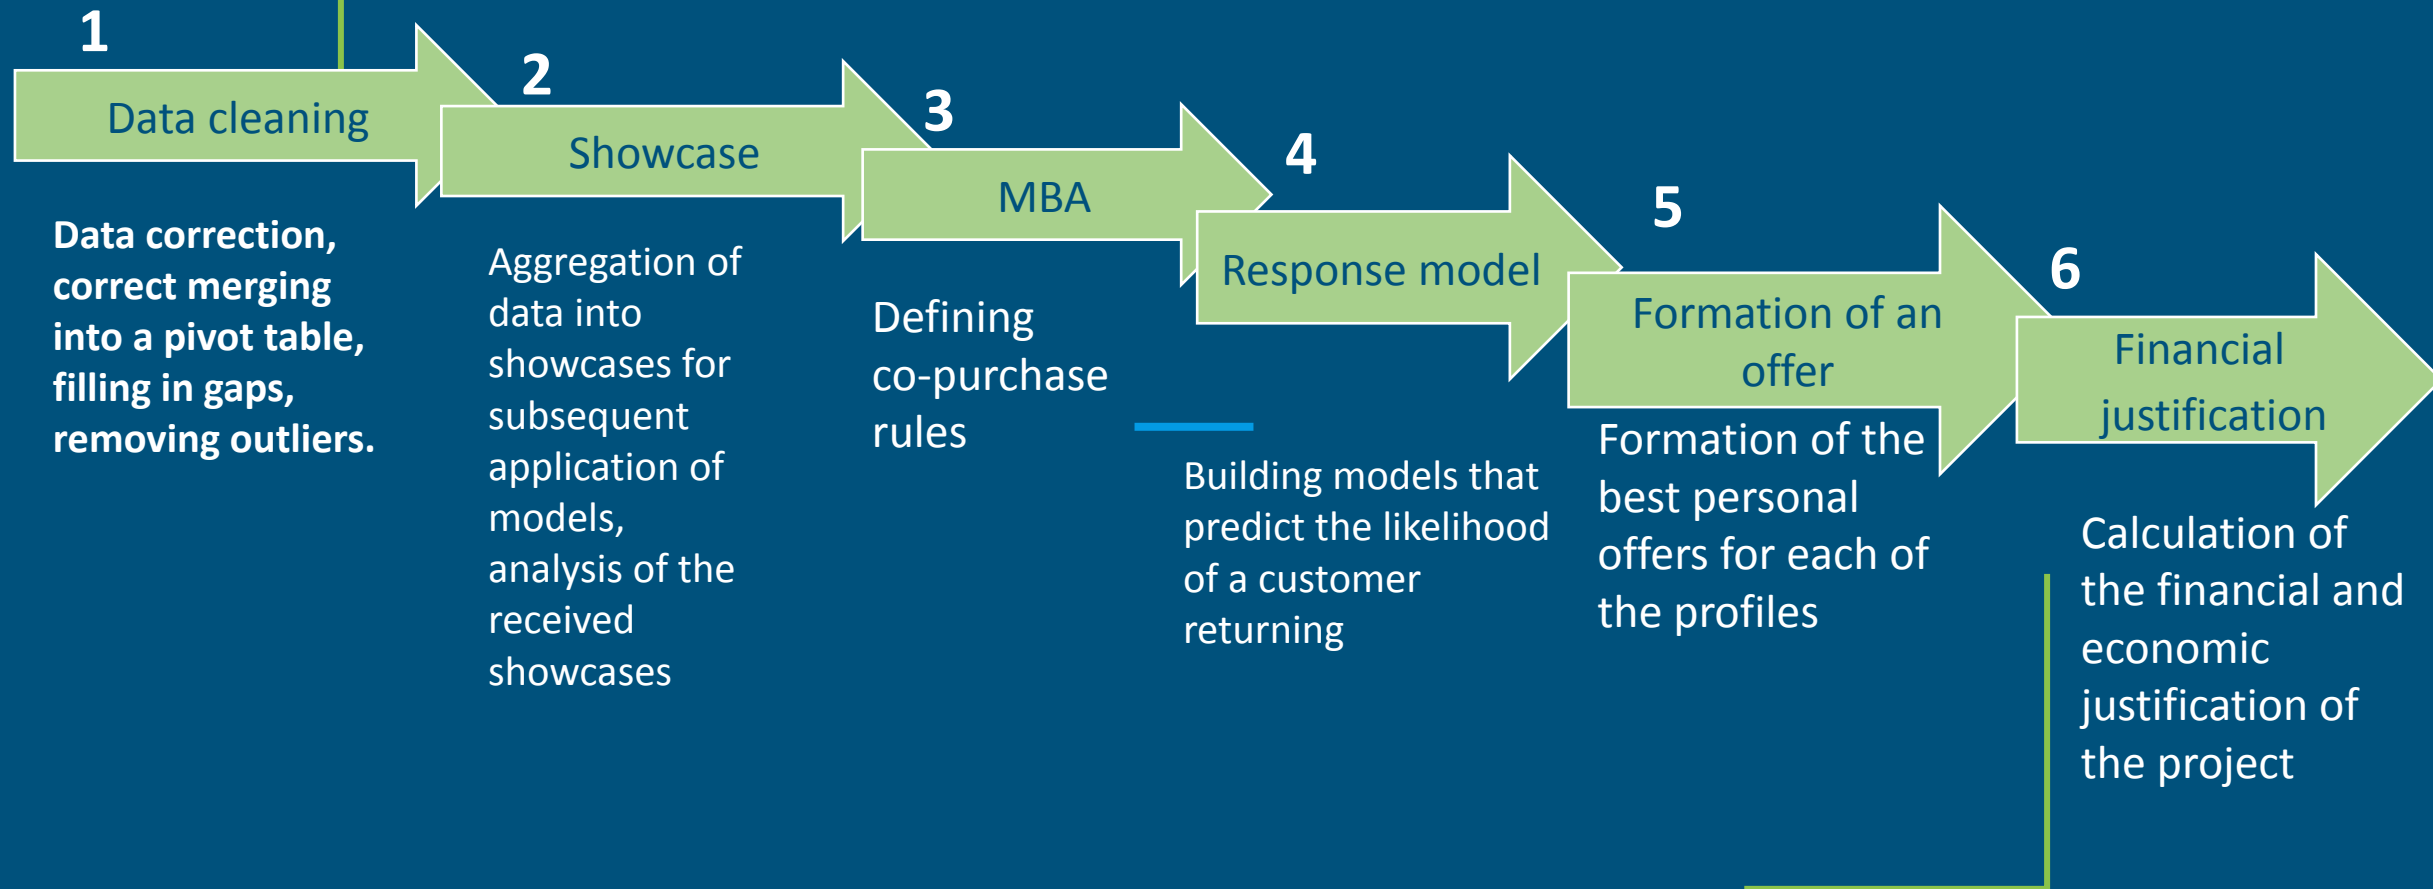 1
Data cleaning
Data correction,
correct merging
into a pivot table,
filling in gaps,
removing outliers.
2
Showcase
Aggregation of
data into
showcases for
subsequent
application of
models,
analysis of the
received
showcases
3
MBA
Defining
co-purchase
rules
4
Response model
Building models that
predict the likelihood
of a customer
returning
5
Formation of an
offer
Formation of the
best personal
offers for each of
the profiles
6
Financial
justification
Calculation of
the financial and
economic
justification of
the project